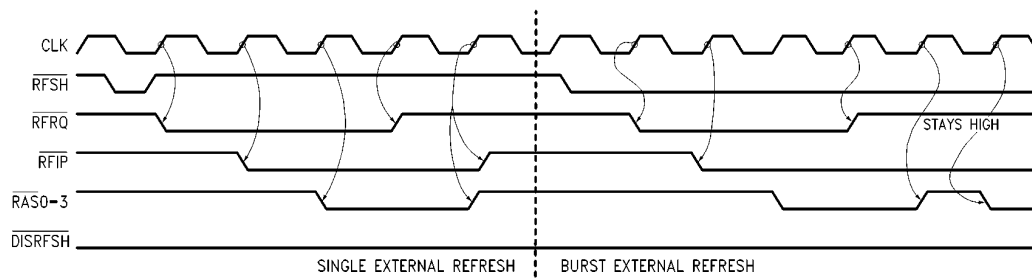 CLK
RFSH
RFRQ
STAYS HIGH
RFIP
RAS0-3
DISRFSH
SINGLE EXTERNAL REFRESH
BURST EXTERNAL REFRESH